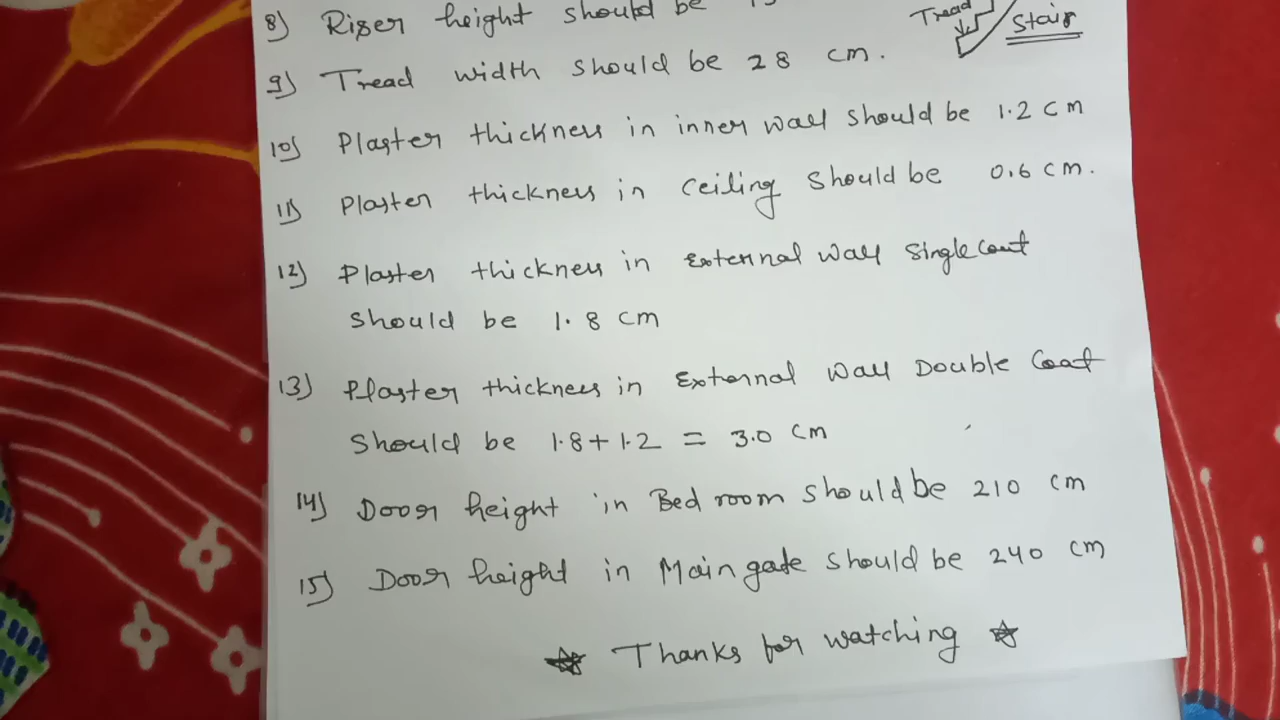 8) Riser height should be
Tread
Stair
9) Tread width should be 28 cm.
10) Plaster thickness in inner wall should be 1.2 cm
11) Plaster thickness in ceiling should be 0.6 cm.
12) Plaster thickness in External wall Single Coat
should be 1.8 cm
13) Plaster thickness in External wall Double Coat
should be 1.8+1.2 = 3.0 cm
14) Door height in Bed room should be 210 cm
15) Door height in Main gate should be 240 cm
☆ Thanks for watching ☆